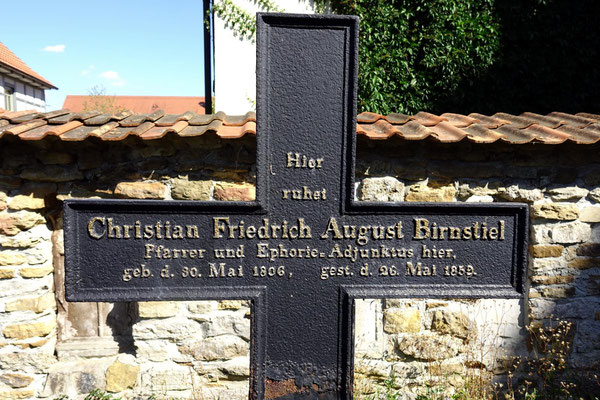 Hier
ruhet
Christian Friedrich August Birnstiel
Pfarrer und Ephorie-Adjunktus hier.
geb. d. 30. Mai 1806, gest. d. 26. Mai 1859.